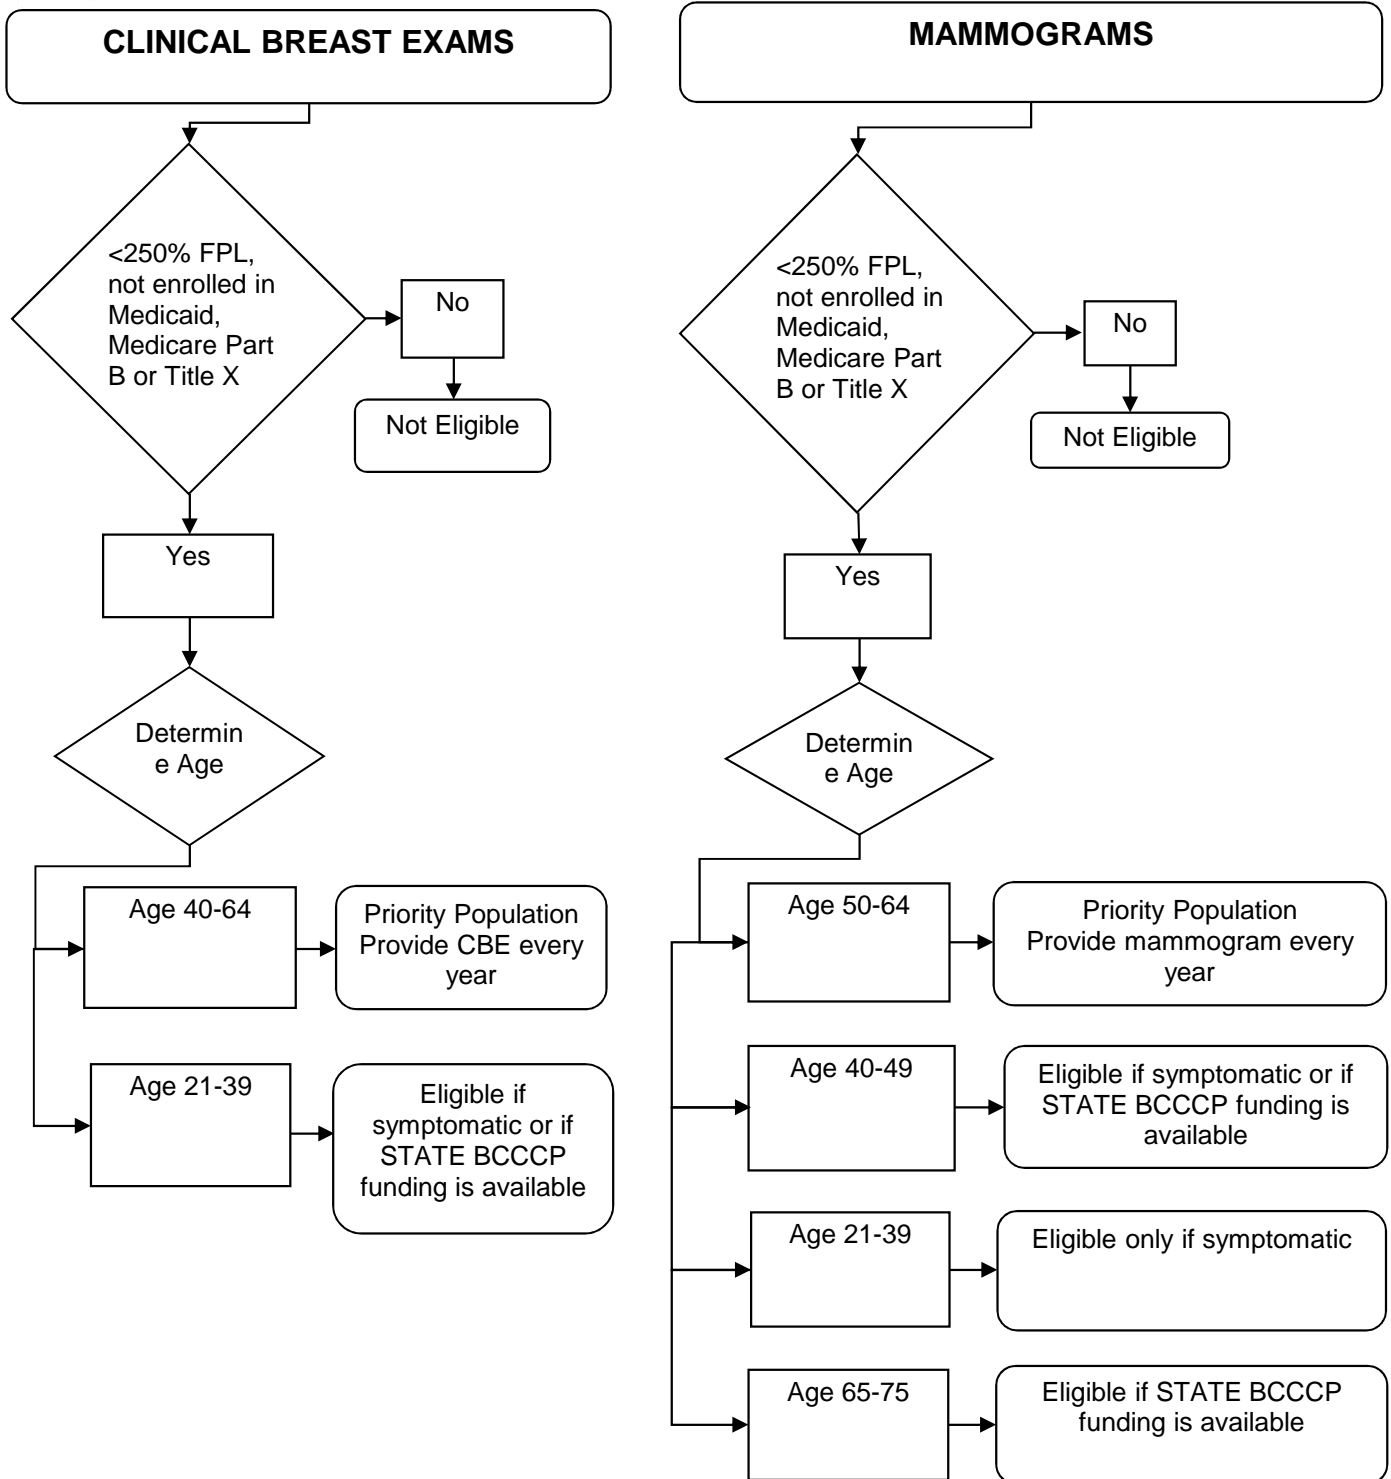 CLINICAL BREAST EXAMS
<250% FPL,
not enrolled in
Medicaid,
Medicare Part
B or Title X
No
Not Eligible
Yes
Determin
e Age
Age 40-64
Priority Population
Provide CBE every
year
Age 21-39
Eligible if
symptomatic or if
STATE BCCCP
funding is available
MAMMOGRAMS
<250% FPL,
not enrolled in
Medicaid,
Medicare Part
B or Title X
No
Not Eligible
Yes
Determin
e Age
Age 50-64
Priority Population
Provide mammogram every
year
Age 40-49
Eligible if symptomatic or if
STATE BCCCP funding is
available
Age 21-39
Eligible only if symptomatic
Age 65-75
Eligible if STATE BCCCP
funding is available